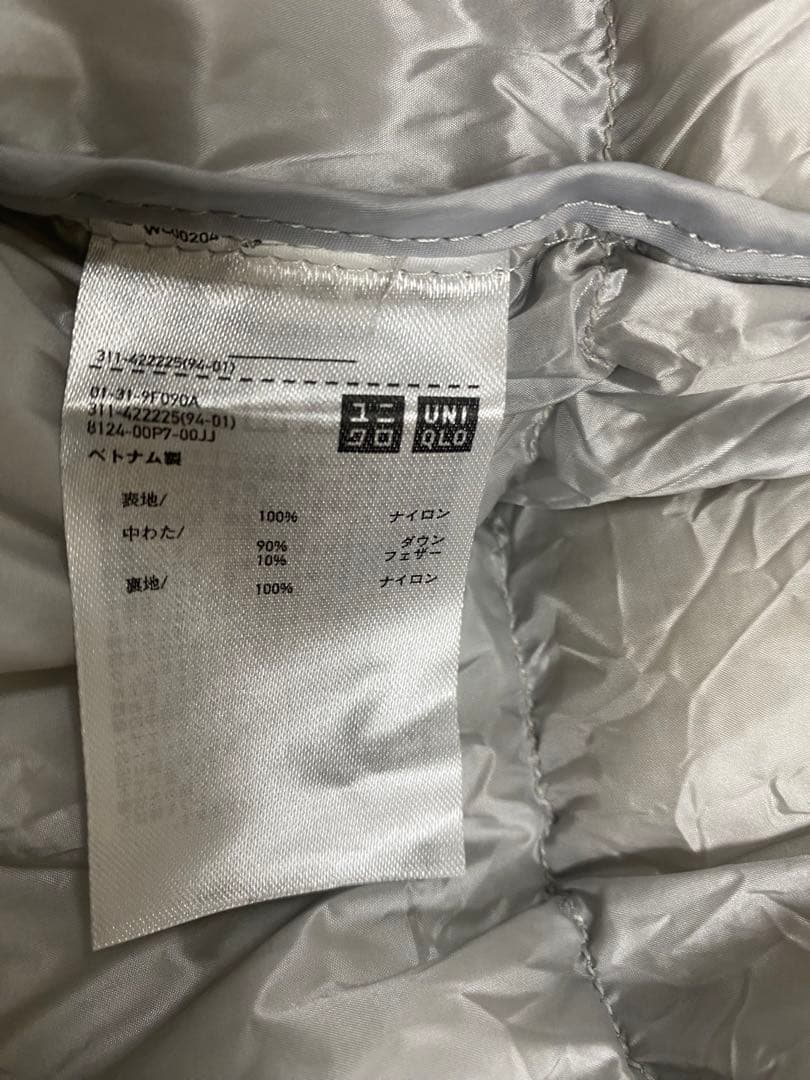 311-422225(94-01)
01-31-9F090A
311-422225(94-01)
8124-00P7-00JJ
ユニクロ
UNIQLO
ベトナム製
表地/
100% ナイロン
中わた/
90% ダウン
10% フェザー
裏地/
100% ナイロン